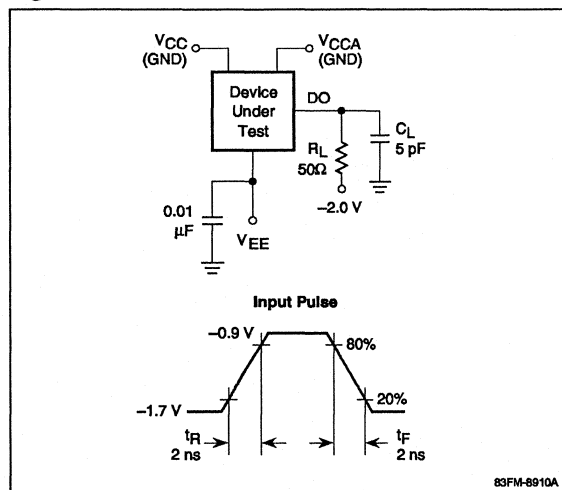 VCC
(GND)
VCCA
(GND)
Device
Under
Test
DO
RL
50Ω
CL
5 pF
–2.0 V
0.01
μF
VEE
Input Pulse
–0.9 V
80%
20%
–1.7 V
tR
2 ns
tF
2 ns
83FM-8910A